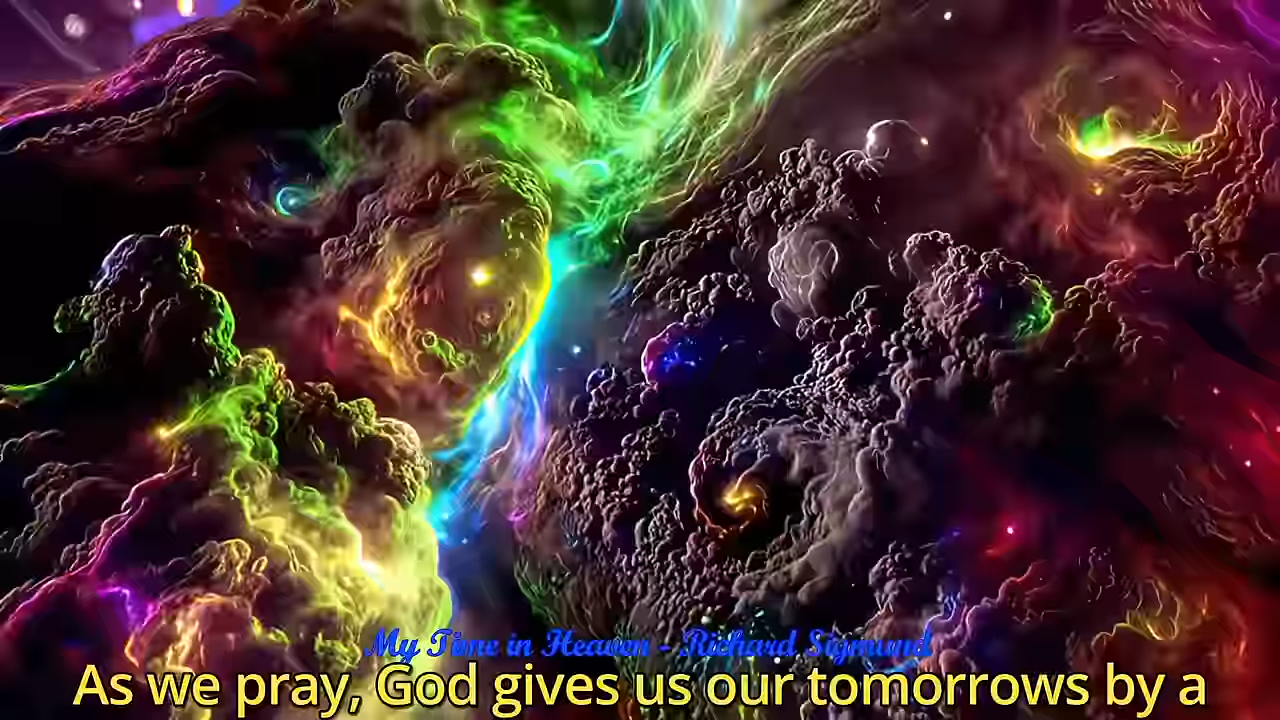 My Time in Heaven - Richard Sigmund
As we pray, God gives us our tomorrows by a